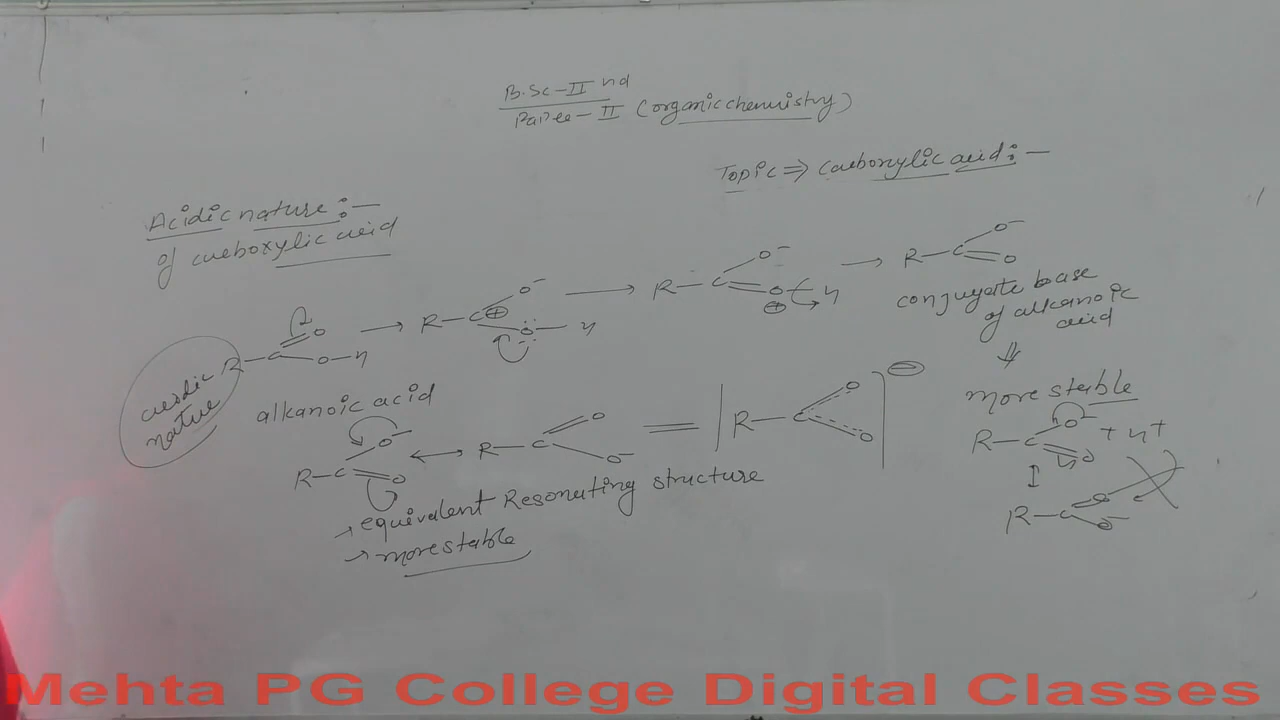 B.Sc-IInd
Paper-II (organic chemistry)
Topic ⇒ Carboxylic acid:-
Acidic nature:-
of carboxylic acid
R-C O⁻ O
conjugate base
of alkanoic
acid
R-C O O-H
R-C⊕ O⁻ O-H
R-C O⁻ O⊕-H
acidic
nature
alkanoic acid
⇓
more stable
R-C O⁻ O ↔ R-C O O⁻ = R-C O O ⊖
R-C O⁻ O + H+
R-C O O⁻
→ equivalent Resonating structure
→ more stable
Mehta PG College Digital Classes